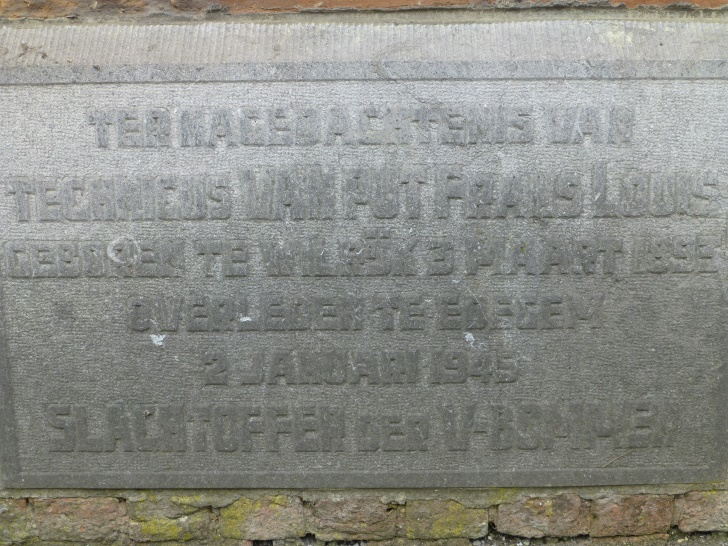 TER NAGEDACHTENIS VAN
TECHNIEUS VAN PUT FRANS LOUIS
GEBOREN TE WILRIJK 3 MAART 1893
OVERLEDEN TE EDEGEM
2 JANUARI 1945
SLACHTOFFER DER V-BOMMEN